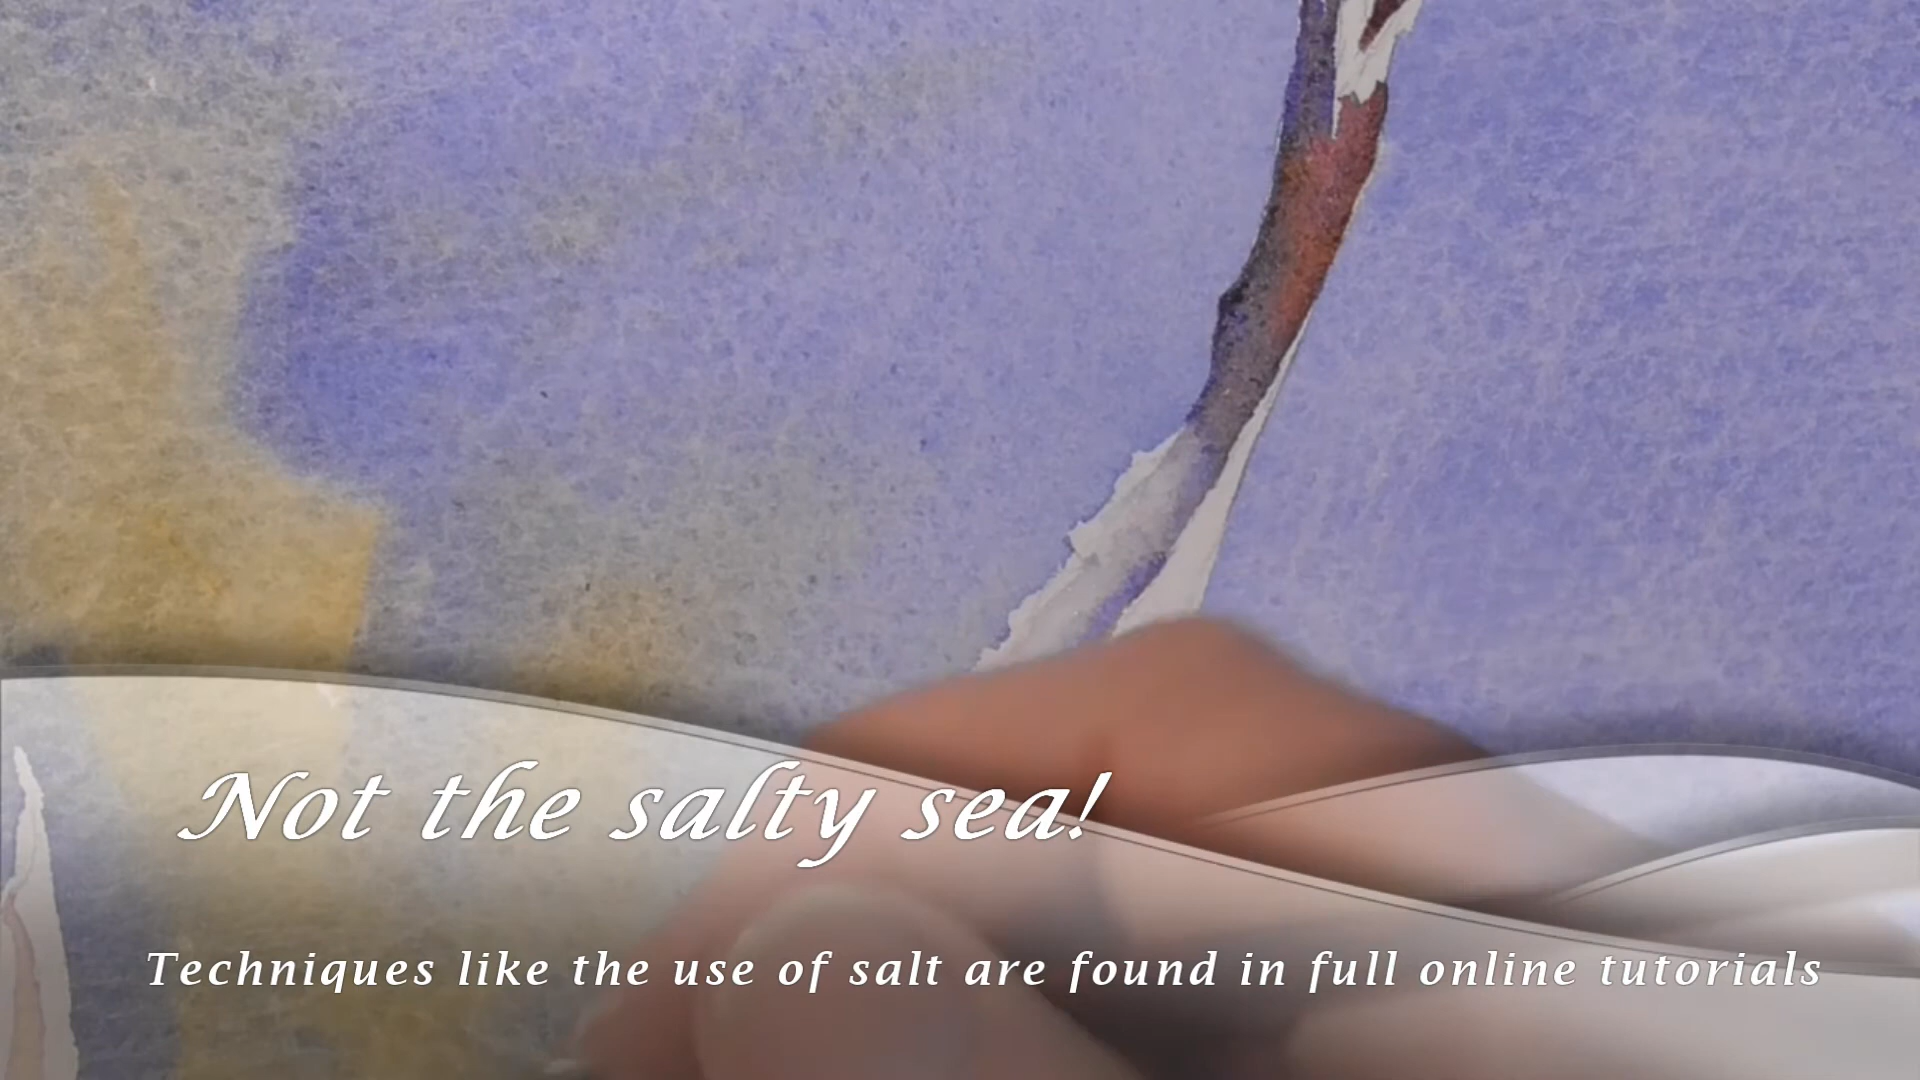 Not the salty sea!
Techniques like the use of salt are found in full online tutorials